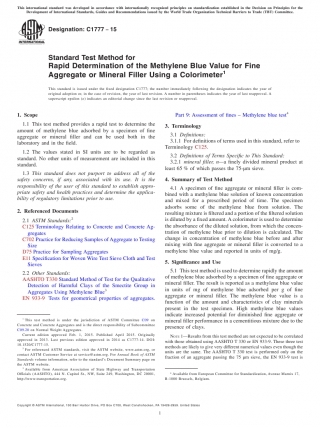 This international standard was developed in accordance with internationally recognized principles on standardization established in the Decision on Principles for the
Development of International Standards, Guides and Recommendations issued by the World Trade Organization Technical Barriers to Trade (TBT) Committee.
Designation: C1777 − 15
Standard Test Method for
Rapid Determination of the Methylene Blue Value for Fine
Aggregate or Mineral Filler Using a Colorimeter1
This standard is issued under the fixed designation C1777; the number immediately following the designation indicates the year of
original adoption or, in the case of revision, the year of last revision. A number in parentheses indicates the year of last reapproval. A
superscript epsilon (ε) indicates an editorial change since the last revision or reapproval.
1. Scope
1.1 This test method provides a rapid test to determine the
amount of methylene blue adsorbed by a specimen of fine
aggregate or mineral filler and can be used both in the
laboratory and in the field.
1.2 The values stated in SI units are to be regarded as
standard. No other units of measurement are included in this
standard.
1.3 This standard does not purport to address all of the
safety concerns, if any, associated with its use. It is the
responsibility of the user of this standard to establish appro-
priate safety and health practices and determine the applica-
bility of regulatory limitations prior to use.
2. Referenced Documents
2.1 ASTM Standards:2
C125 Terminology Relating to Concrete and Concrete Ag-
gregates
C702 Practice for Reducing Samples of Aggregate to Testing
Size
D75 Practice for Sampling Aggregates
E11 Specification for Woven Wire Test Sieve Cloth and Test
Sieves
2.2 Other Standards:
AASHTO T330 Standard Method of Test for the Qualitative
Detection of Harmful Clays of the Smectite Group in
Aggregates Using Methylene Blue3
EN 933-9 Tests for geometrical properties of aggregates.
1 This test method is under the jurisdiction of ASTM Committee C09 on
Concrete and Concrete Aggregates and is the direct responsibility of Subcommittee
C09.20 on Normal Weight Aggregates.
Current edition approved Feb. 1, 2015. Published April 2015. Originally
approved in 2013. Last previous edition approved in 2014 as C1777-14. DOI:
10.1520/C1777-15.
2 For referenced ASTM standards, visit the ASTM website, www.astm.org, or
contact ASTM Customer Service at service@astm.org. For Annual Book of ASTM
Standards volume information, refer to the standard's Document Summary page on
the ASTM website.
3 Available from American Association of State Highway and Transportation
Officials (AASHTO), 444 N. Capitol St., NW, Suite 249, Washington, DC 20001,
http://www.transportation.org.
Part 9: Assessment of fines – Methylene blue test4
3. Terminology
3.1 Definitions:
3.1.1 For definitions of terms used in this standard, refer to
Terminology C125.
3.2 Definitions of Terms Specific to This Standard:
3.2.1 mineral filler, n—a finely divided mineral product at
least 65 % of which passes the 75-μm sieve.
4. Summary of Test Method
4.1 A specimen of fine aggregate or mineral filler is com-
bined with a methylene blue solution of known concentration
and mixed for a prescribed period of time. The specimen
adsorbs some of the methylene blue from solution. The
resulting mixture is filtered and a portion of the filtered solution
is diluted by a fixed amount. A colorimeter is used to determine
the absorbance of the diluted solution, from which the concen-
tration of methylene blue prior to dilution is calculated. The
change in concentration of methylene blue before and after
mixing with fine aggregate or mineral filler is converted into a
methylene blue value and reported in units of mg/g.
5. Significance and Use
5.1 This test method is used to determine rapidly the amount
of methylene blue adsorbed by a specimen of fine aggregate or
mineral filler. The result is reported as a methylene blue value
in units of mg of methylene blue adsorbed per g of fine
aggregate or mineral filler. The methylene blue value is a
function of the amount and characteristics of clay minerals
present in the test specimen. High methylene blue values
indicate increased potential for diminished fine aggregate or
mineral filler performance in a cementitious mixture due to the
presence of clays.
NOTE 1—Results from this test method are not expected to be correlated
with those obtained using AASHTO T 330 or EN 933-9. These three test
methods are likely to give very different numerical values even though the
units are the same. The AASHTO T 330 test is performed only on the
fraction of an aggregate passing the 75 μm sieve, the EN 933-9 test is
4 Available from European Committee for Standardization, Avenue Marnix 17,
B-1000 Brussels, Belgium.
Copyright © ASTM International, 100 Barr Harbor Drive, PO Box C700, West Conshohocken, PA 19428-2959. United States
1